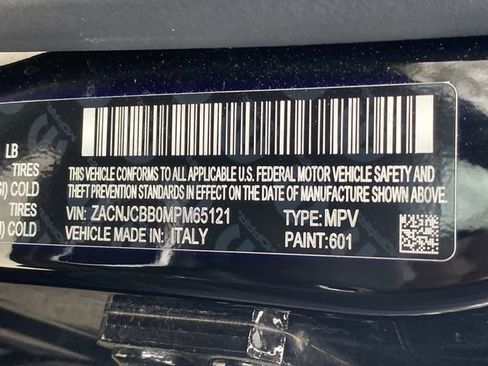 LB
TIRES
SI) COLD
TIRES
I) COLD
THIS VEHICLE CONFORMS TO ALL APPLICABLE U.S. FEDERAL MOTOR VEHICLE SAFETY AND
THEFT PREVENTION STANDARDS IN EFFECT ON THE DATE OF MANUFACTURE SHOWN ABOVE.
VIN: ZACNJCBB0MPM65121 TYPE: MPV
VEHICLE MADE IN: ITALY PAINT: 601